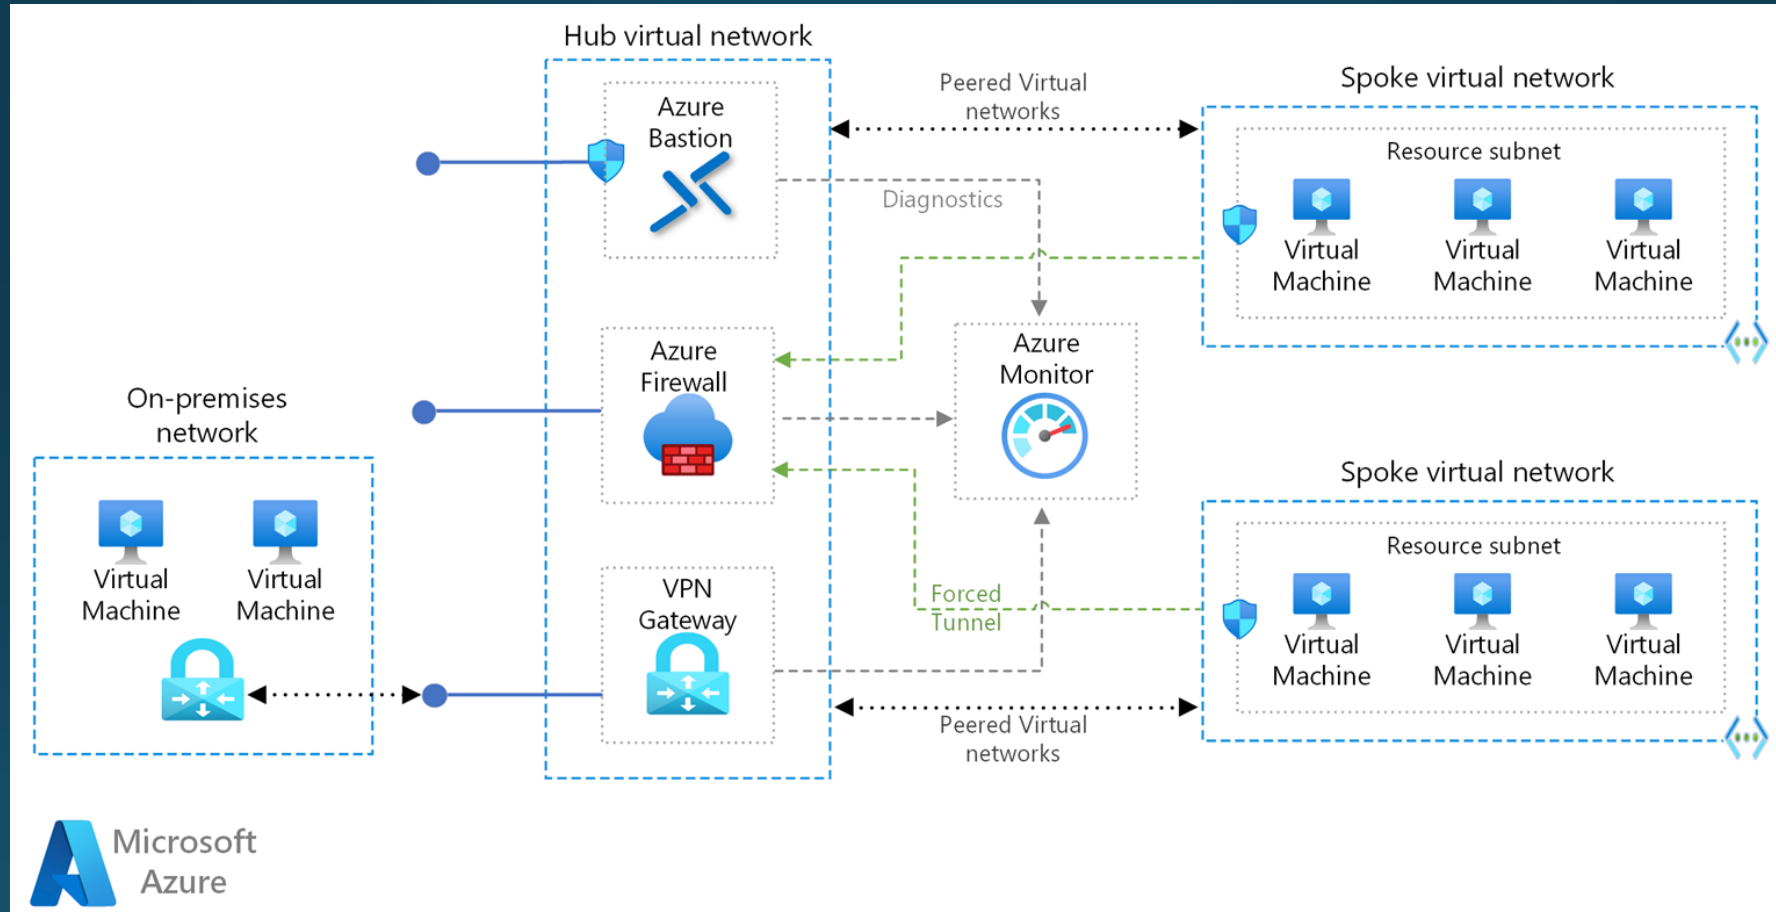 Hub virtual network
Azure
Bastion
Peered Virtual
networks
Spoke virtual network
Resource subnet
Virtual
Machine
Virtual
Machine
Virtual
Machine
Diagnostics
Azure
Firewall
Azure
Monitor
On-premises
network
Virtual
Machine
Virtual
Machine
VPN
Gateway
Forced
Tunnel
Spoke virtual network
Resource subnet
Virtual
Machine
Virtual
Machine
Virtual
Machine
Peered Virtual
networks
Microsoft
Azure